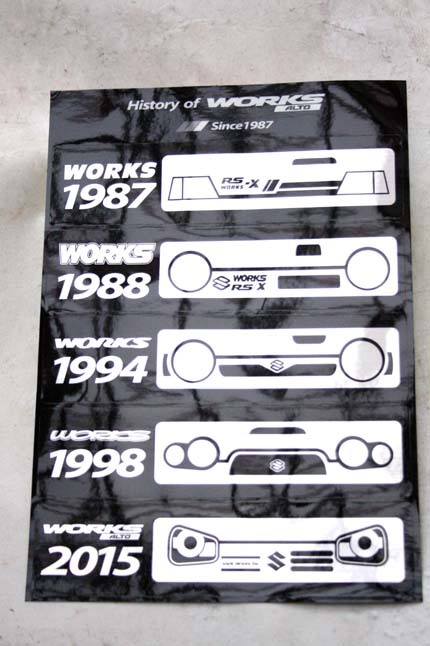 History of WORKS
ALTO
Since1987
WORKS
1987
RS-X
WORKS
WORKS
1988
WORKS
RS X
WORKS
1994
WORKS
1998
WORKS
ALTO
2015